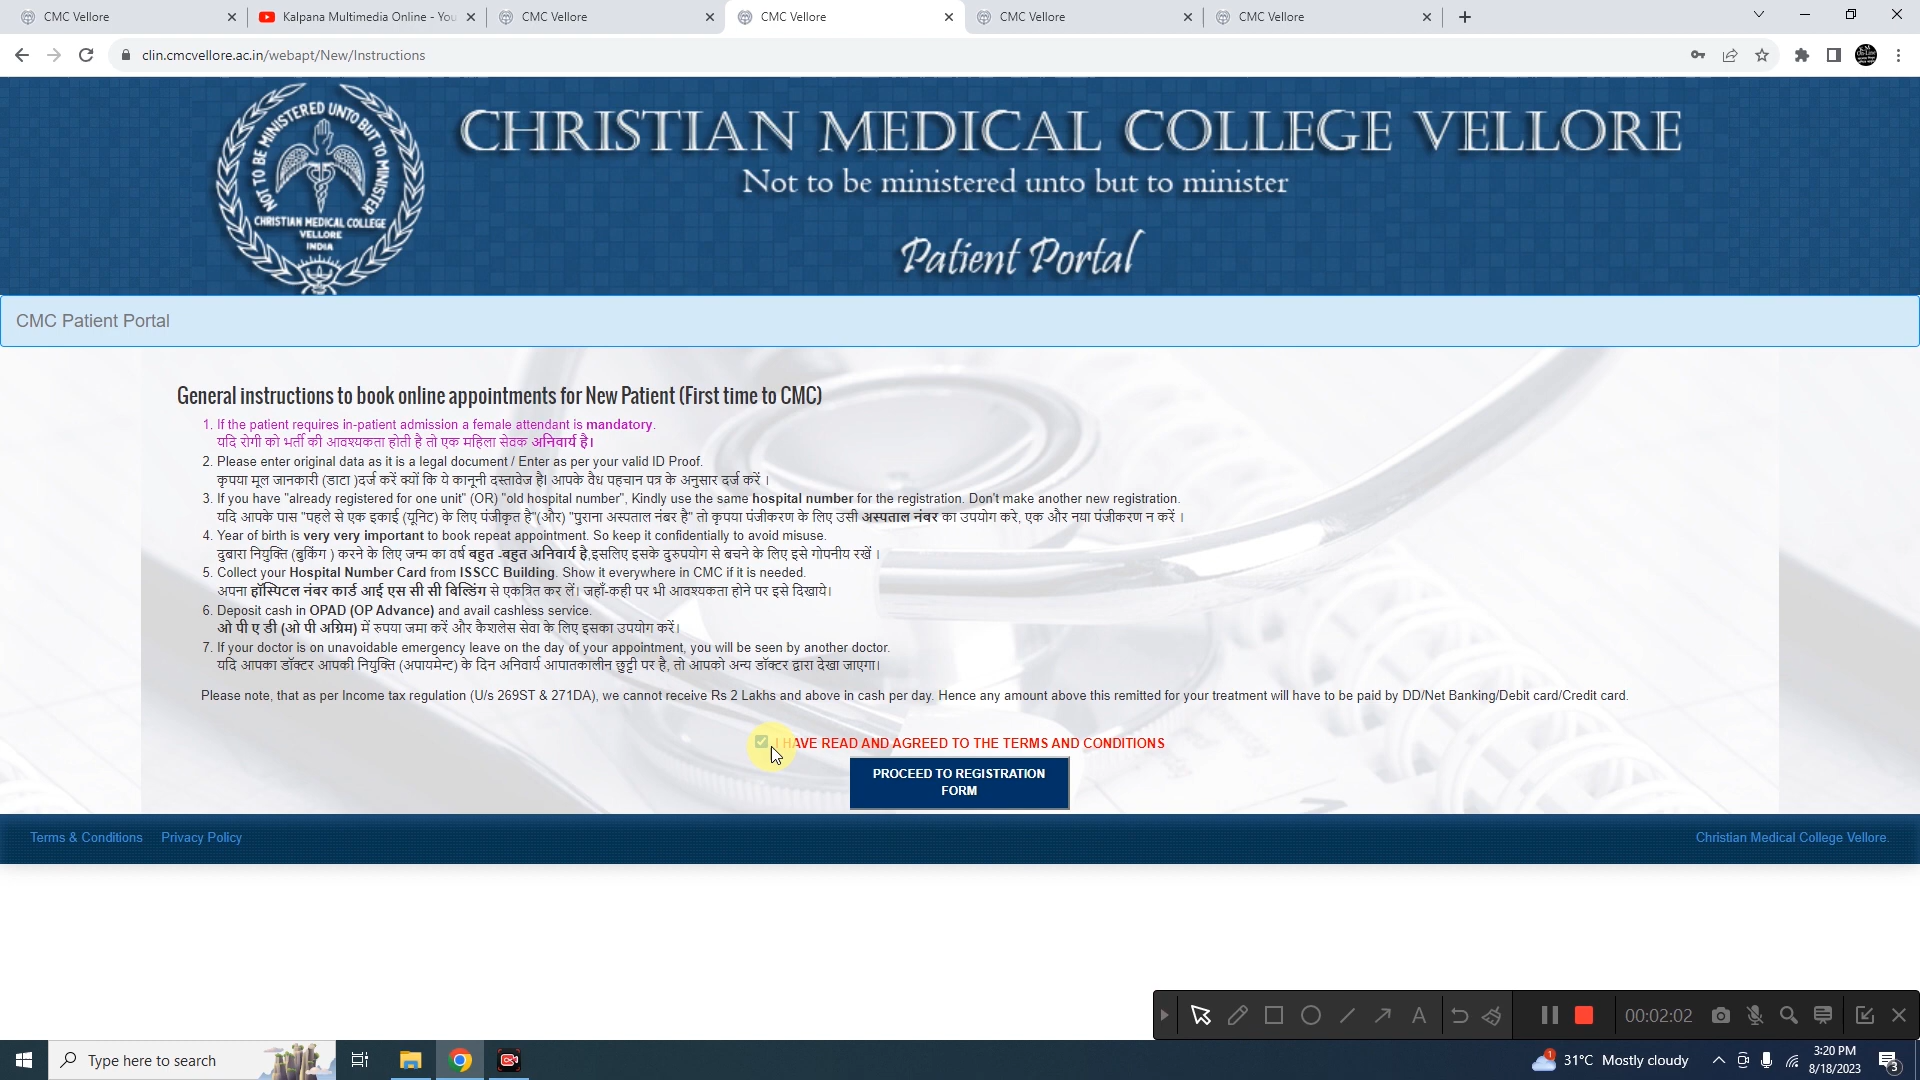 CMC Vellore
Kalpana Multimedia Online - You
CMC Vellore
CMC Vellore
CMC Vellore
CMC Vellore
clin.cmcvellore.ac.in/webapt/New/Instructions
NOT TO BE MINISTERED UNTO BUT TO MINISTER
CHRISTIAN MEDICAL COLLEGE
VELLORE
INDIA
CHRISTIAN MEDICAL COLLEGE VELLORE
Not to be ministered unto but to minister
Patient Portal
CMC Patient Portal
General instructions to book online appointments for New Patient (First time to CMC)
1. If the patient requires in-patient admission a female attendant is mandatory.
यदि रोगी को भर्ती की आवश्यकता होती है तो एक महिला सेवक अनिवार्य है।
2. Please enter original data as it is a legal document / Enter as per your valid ID Proof.
कृपया मूल जानकारी (डाटा )दर्ज करें क्यों कि ये कानूनी दस्तावेज है। आपके वैध पहचान पत्र के अनुसार दर्ज करें ।
3. If you have "already registered for one unit" (OR) "old hospital number", Kindly use the same hospital number for the registration. Don't make another new registration.
यदि आपके पास "पहले से एक इकाई (यूनिट) के लिए पंजीकृत है"(और) "पुराना अस्पताल नंबर है" तो कृपया पंजीकरण के लिए उसी अस्पताल नंबर का उपयोग करे, एक और नया पंजीकरण न करें ।
4. Year of birth is very very important to book repeat appointment. So keep it confidentially to avoid misuse.
दुबारा नियुक्ति (बुकिंग ) करने के लिए जन्म का वर्ष बहुत -बहुत अनिवार्य है,इसलिए इसके दुरुपयोग से बचने के लिए इसे गोपनीय रखें ।
5. Collect your Hospital Number Card from ISSCC Building. Show it everywhere in CMC if it is needed.
अपना हॉस्पिटल नंबर कार्ड आई एस सी सी बिल्डिंग से एकत्रित कर लें। जहाँ-कही पर भी आवश्यकता होने पर इसे दिखाये।
6. Deposit cash in OPAD (OP Advance) and avail cashless service.
ओ पी ए डी (ओ पी अग्रिम) में रुपया जमा करें और कैशलेस सेवा के लिए इसका उपयोग करें।
7. If your doctor is on unavoidable emergency leave on the day of your appointment, you will be seen by another doctor.
यदि आपका डॉक्टर आपकी नियुक्ति (अपायमेन्ट) के दिन अनिवार्य आपातकालीन छुट्टी पर है, तो आपको अन्य डॉक्टर द्वारा देखा जाएगा।
Please note, that as per Income tax regulation (U/s 269ST & 271DA), we cannot receive Rs 2 Lakhs and above in cash per day. Hence any amount above this remitted for your treatment will have to be paid by DD/Net Banking/Debit card/Credit card.
I HAVE READ AND AGREED TO THE TERMS AND CONDITIONS
PROCEED TO REGISTRATION
FORM
Terms & Conditions Privacy Policy Christian Medical College Vellore.
00:02:02
Type here to search
1
31°C Mostly cloudy
3:20 PM
8/18/2023
3